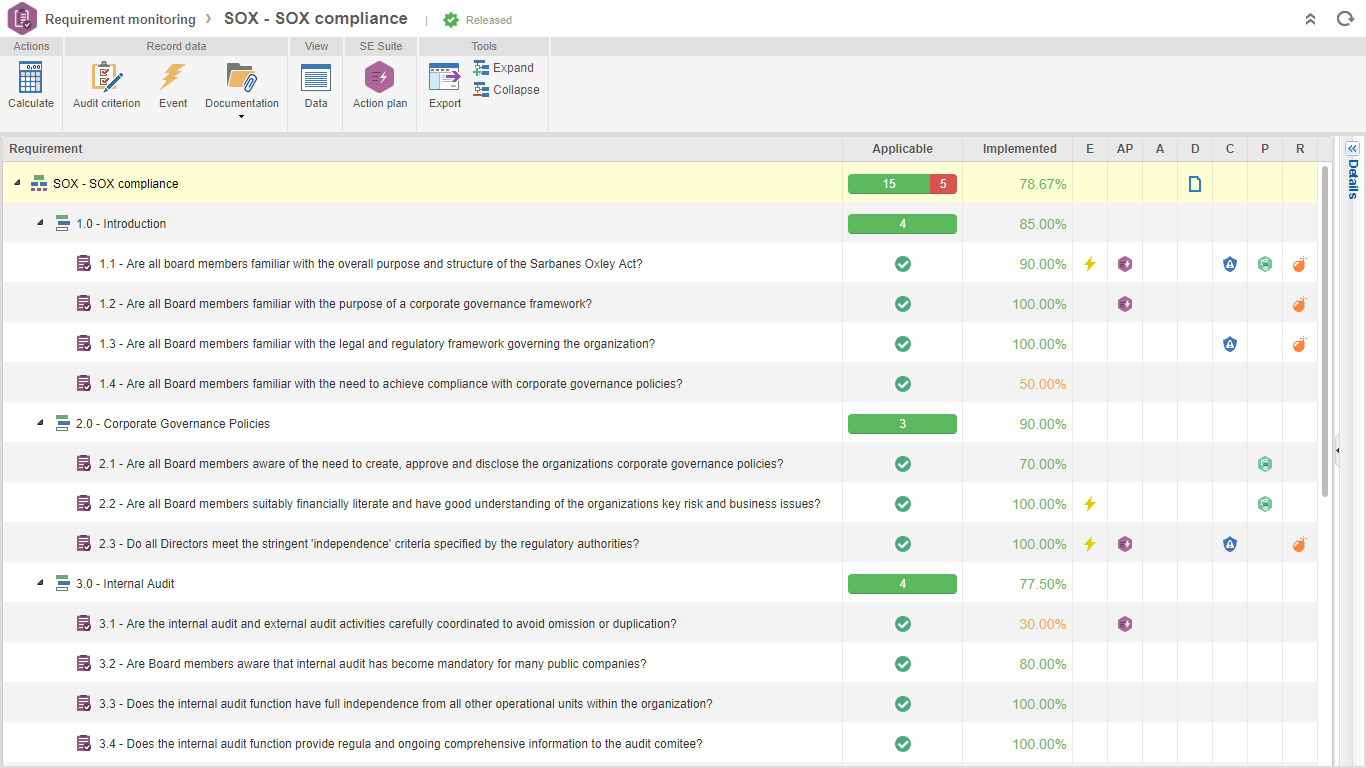 Requirement monitoring › SOX - SOX compliance | Released
Actions Record data View SE Suite Tools
Calculate Audit criterion Event Documentation Data Action plan Export Expand
Collapse
Requirement Applicable Implemented E AP A D C P R
Details
SOX - SOX compliance 15 5 78.67%
1.0 - Introduction 4 85.00%
1.1 - Are all board members familiar with the overall purpose and structure of the Sarbanes Oxley Act? 90.00%
1.2 - Are all Board members familiar with the purpose of a corporate governance framework? 100.00%
1.3 - Are all Board members familiar with the legal and regulatory framework governing the organization? 100.00%
1.4 - Are all Board members familiar with the need to achieve compliance with corporate governance policies? 50.00%
2.0 - Corporate Governance Policies 3 90.00%
2.1 - Are all Board members aware of the need to create, approve and disclose the organizations corporate governance policies? 70.00%
2.2 - Are all Board members suitably financially literate and have good understanding of the organizations key risk and business issues? 100.00%
2.3 - Do all Directors meet the stringent 'independence' criteria specified by the regulatory authorities? 100.00%
3.0 - Internal Audit 4 77.50%
3.1 - Are the internal audit and external audit activities carefully coordinated to avoid omission or duplication? 30.00%
3.2 - Are Board members aware that internal audit has become mandatory for many public companies? 80.00%
3.3 - Does the internal audit function have full independence from all other operational units within the organization? 100.00%
3.4 - Does the internal audit function provide regula and ongoing comprehensive information to the audit comitee? 100.00%